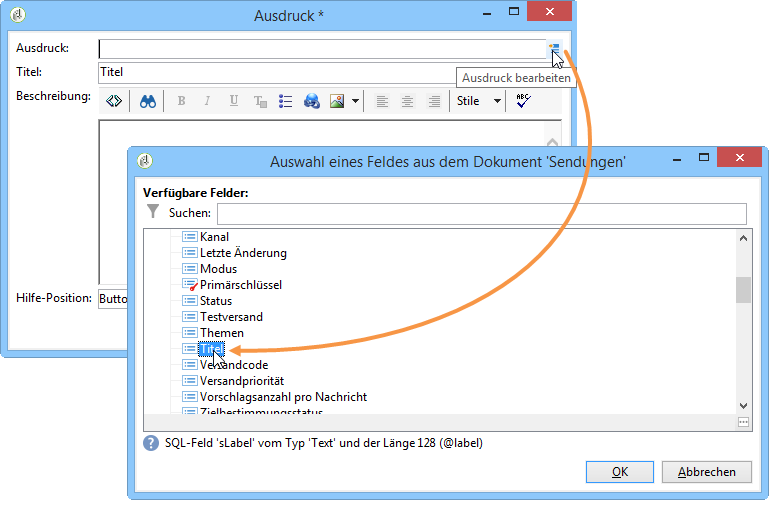 Ausdruck *
Ausdruck:
Titel: Titel
Ausdruck bearbeiten
Beschreibung: B I U T Stile ABC
Hilfe-Position: Butto
Auswahl eines Feldes aus dem Dokument 'Sendungen'
Verfügbare Felder:
Suchen:
Kanal
Letzte Änderung
Modus
Primärschlüssel
Status
Testversand
Themen
Titel
Versandcode
Versandpriorität
Vorschlagsanzahl pro Nachricht
Zielbestimmungsstatus
SQL-Feld 'sLabel' vom Typ 'Text' und der Länge 128 (@label)
OK Abbrechen